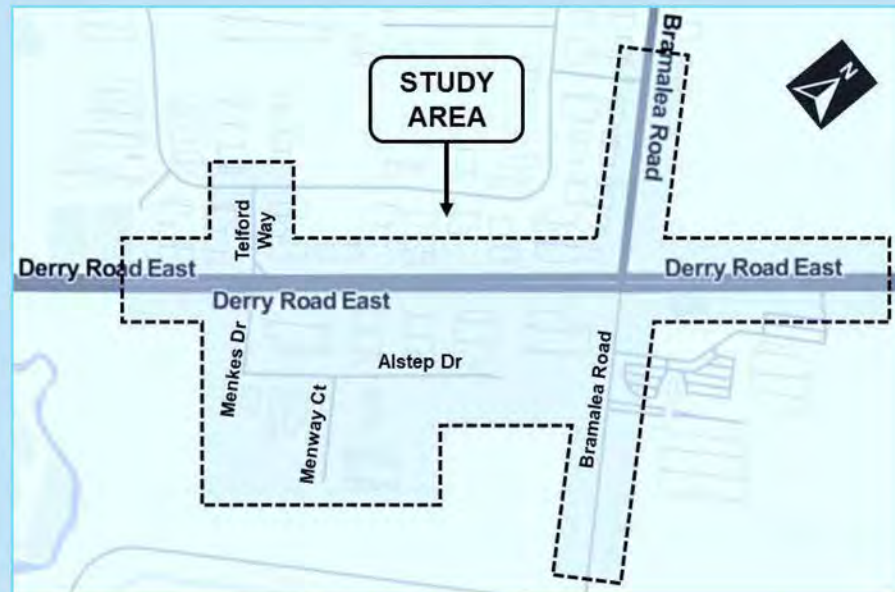 Bramalea Road
N
STUDY
AREA
Telford
Way
Derry Road East
Derry Road East
Derry Road East
Menkes Dr
Alstep Dr
Menway Ct
Bramalea Road